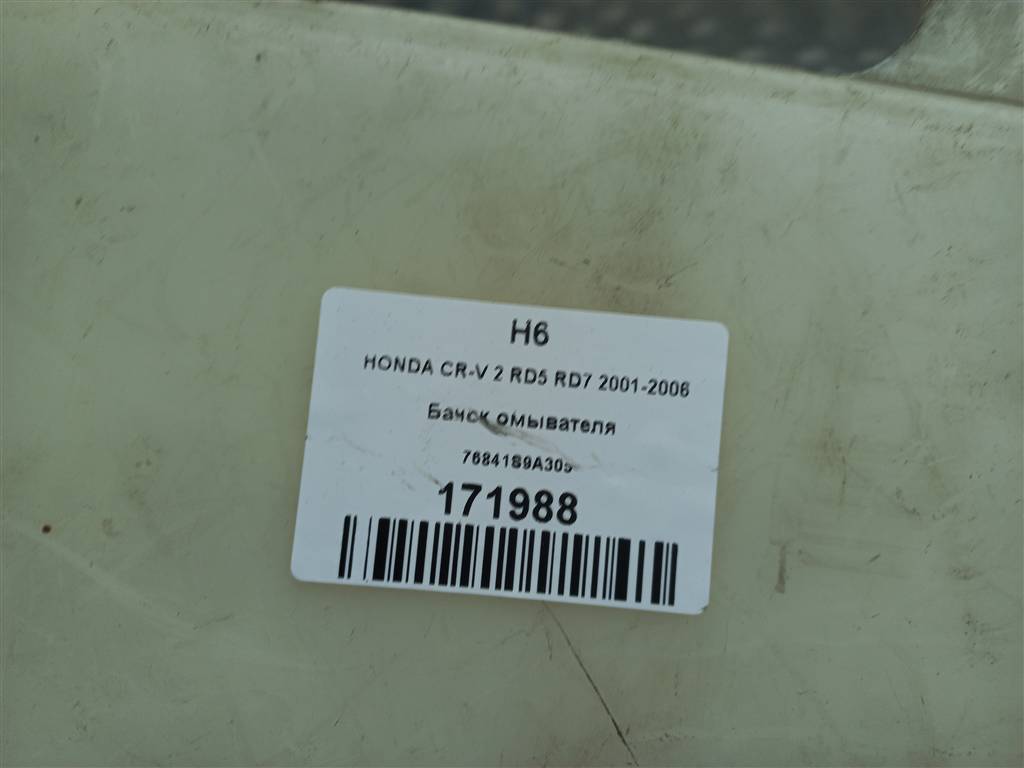 H6
HONDA CR-V 2 RD5 RD7 2001-2006
Бачок омывателя
76841S9A305
171988